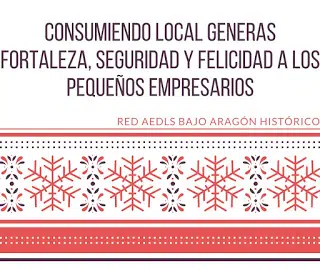 CONSUMIENDO LOCAL GENERAS
FORTALEZA, SEGURIDAD Y FELICIDAD A LOS
PEQUEÑOS EMPRESARIOS
RED AEDLS BAJO ARAGÓN HISTÓRICO